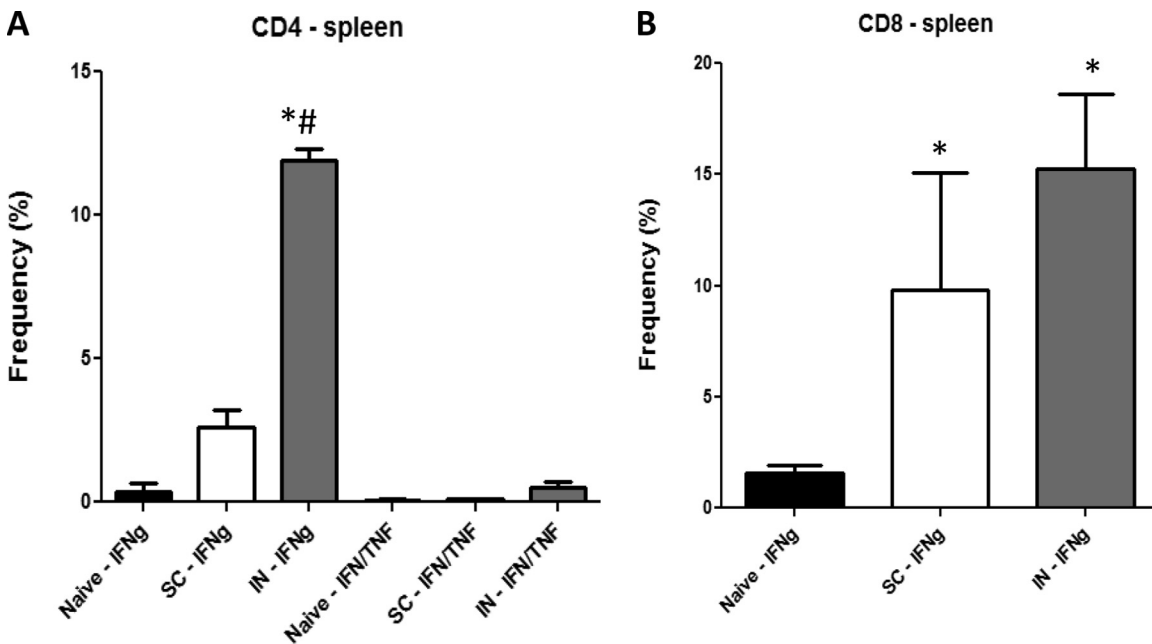 A
CD4 - spleen
Frequency (%)
15
10
5
0
*#
Naive - IFNg
SC - IFNg
IN - IFNg
Naive - IFN/TNF
SC - IFN/TNF
IN - IFN/TNF
B
CD8 - spleen
Frequency (%)
20
15
10
5
0
*
*
Naive - IFNg
SC - IFNg
IN - IFNg